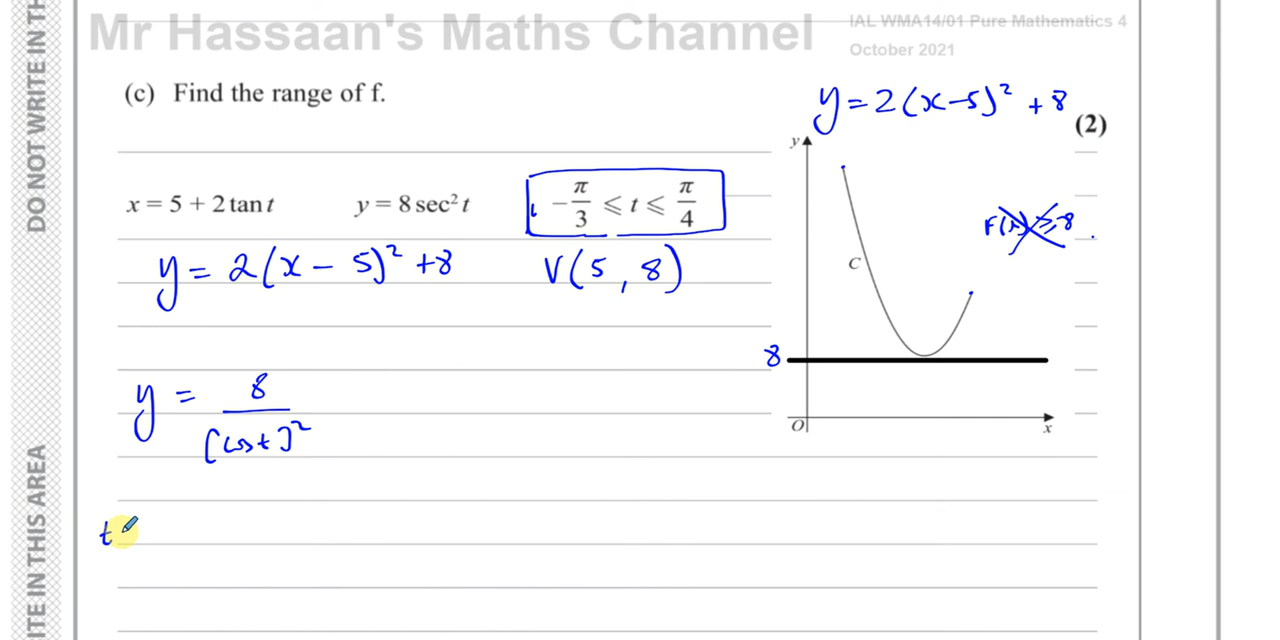 Mr Hassaan's Maths Channel
IAL WMA14/01 Pure Mathematics 4
October 2021
(c) Find the range of f.
y = 2(x - 5)² + 8
(2)
x = 5 + 2 tan t    y = 8 sec² t    -π/3 ⩽ t ⩽ π/4
y = 2(x - 5)² + 8    V(5, 8)
y = 8/[cos t]²
t
y
F(x) ⩾ 8
C
8
O
x
DO NOT WRITE IN TH
ITE IN THIS AREA